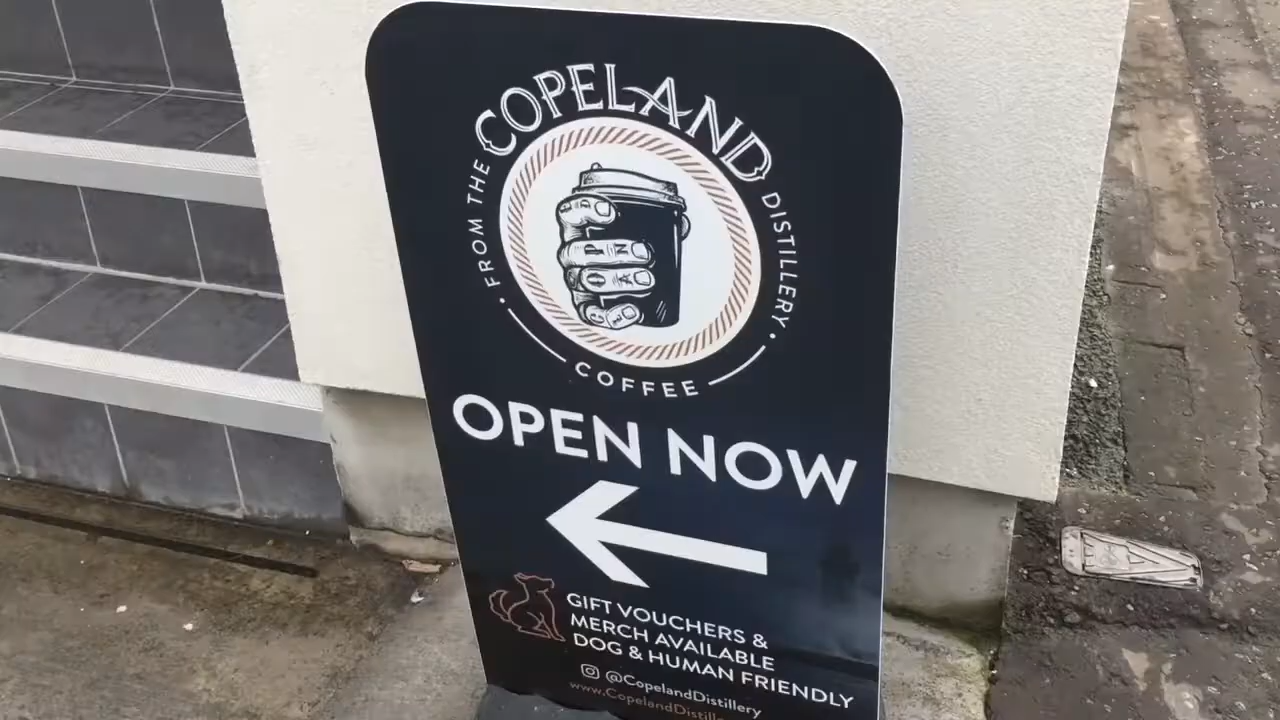 FROM THE COPELAND DISTILLERY
COFFEE
OPEN NOW
GIFT VOUCHERS &
MERCH AVAILABLE
DOG & HUMAN FRIENDLY
@CopelandDistillery